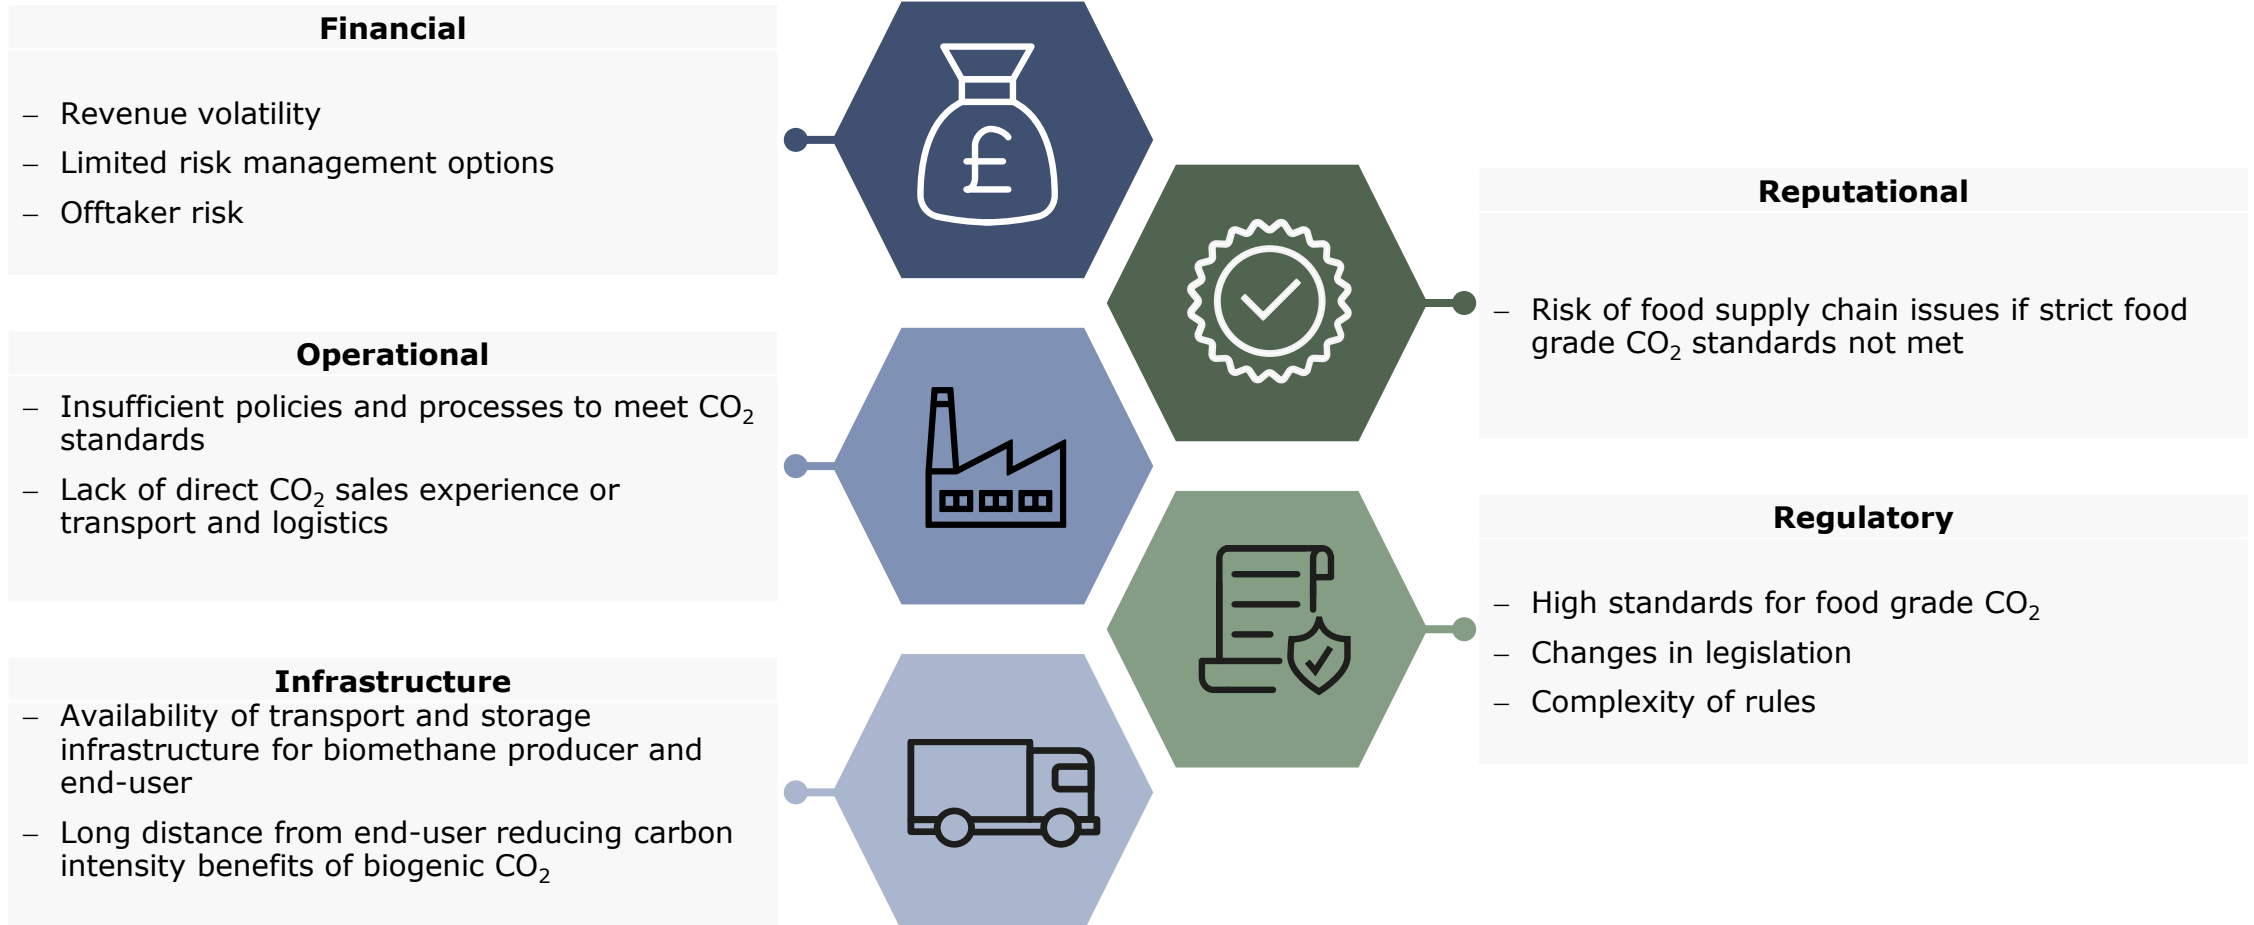 Financial
– Revenue volatility
– Limited risk management options
– Offtaker risk
Reputational
– Risk of food supply chain issues if strict food
grade CO₂ standards not met
Operational
– Insufficient policies and processes to meet CO₂
standards
– Lack of direct CO₂ sales experience or
transport and logistics
Regulatory
– High standards for food grade CO₂
– Changes in legislation
– Complexity of rules
Infrastructure
– Availability of transport and storage
infrastructure for biomethane producer and
end-user
– Long distance from end-user reducing carbon
intensity benefits of biogenic CO₂
£